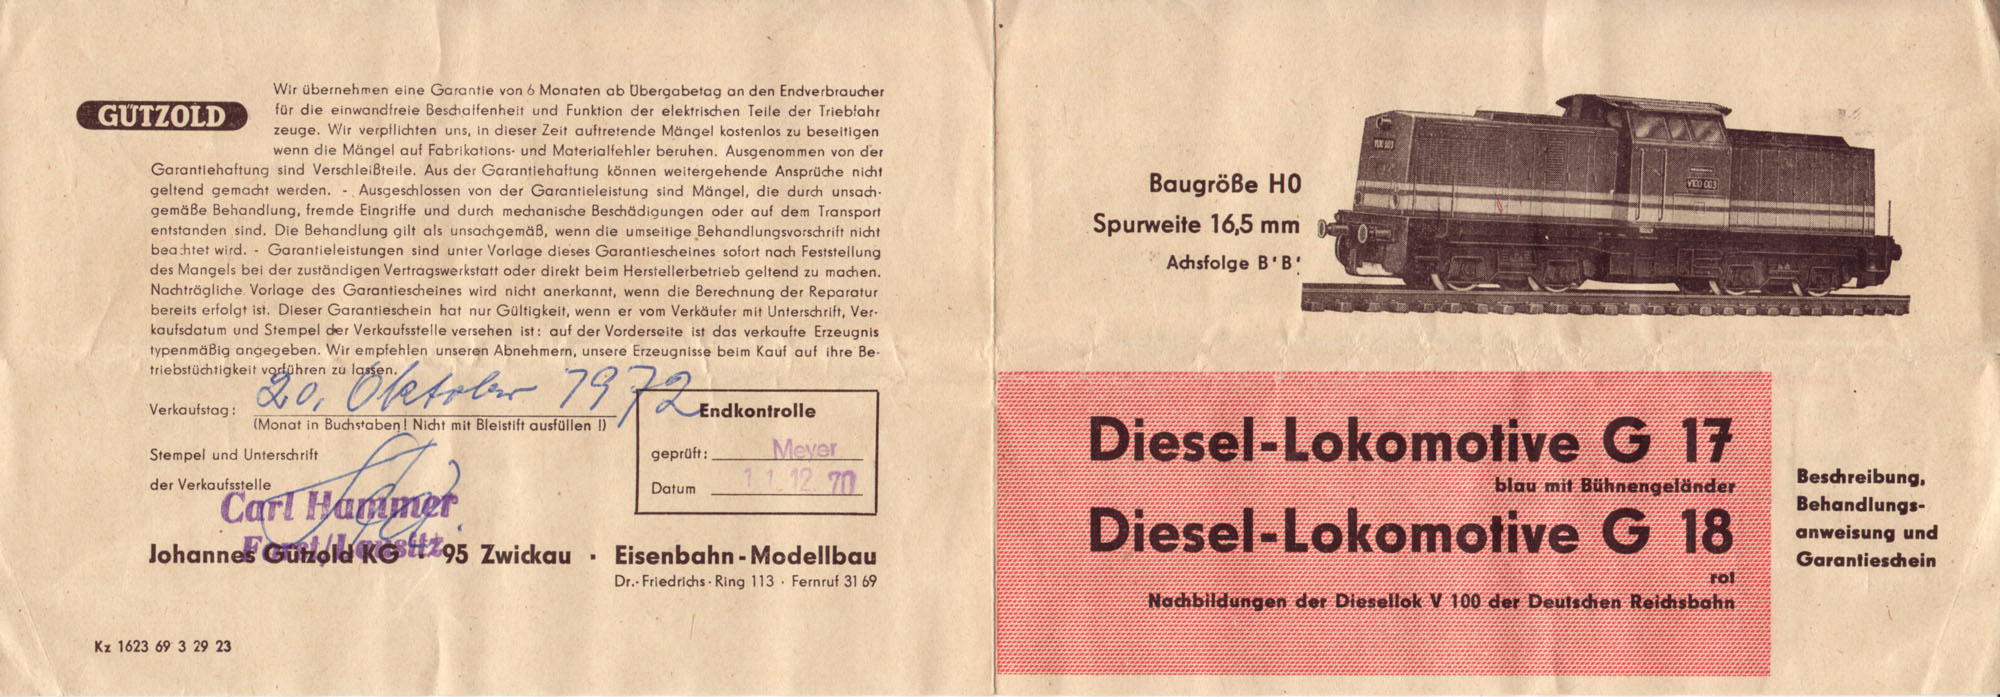 GÜTZOLD
Wir übernehmen eine Garantie von 6 Monaten ab Übergabetag an den Endverbraucher
für die einwandfreie Beschaffenheit und Funktion der elektrischen Teile der Triebfahr
zeuge. Wir verpflichten uns, in dieser Zeit auftretende Mängel kostenlos zu beseitigen
wenn die Mängel auf Fabrikations- und Materialfehler beruhen. Ausgenommen von der
Garantiehaftung sind Verschleißteile. Aus der Garantiehaftung können weitergehende Ansprüche nicht
geltend gemacht werden. - Ausgeschlossen von der Garantieleistung sind Mängel, die durch unsach-
gemäße Behandlung, fremde Eingriffe und durch mechanische Beschädigungen oder auf dem Transport
entstanden sind. Die Behandlung gilt als unsachgemäß, wenn die umseitige Behandlungsvorschrift nicht
beachtet wird. - Garantieleistungen sind unter Vorlage dieses Garantiescheines sofort nach Feststellung
des Mangels bei der zuständigen Vertragswerkstatt oder direkt beim Herstellerbetrieb geltend zu machen.
Nachträgliche Vorlage des Garantiescheines wird nicht anerkannt, wenn die Berechnung der Reparatur
bereits erfolgt ist. Dieser Garantieschein hat nur Gültigkeit, wenn er vom Verkäufer mit Unterschrift, Ver-
kaufsdatum und Stempel der Verkaufsstelle versehen ist: auf der Vorderseite ist das verkaufte Erzeugnis
typenmäßig angegeben. Wir empfehlen unseren Abnehmern, unsere Erzeugnisse beim Kauf auf ihre Be-
triebstüchtigkeit vorführen zu lassen.
Verkaufstag: 20. Oktober 1972
(Monat in Buchstaben! Nicht mit Bleistift ausfüllen!)
Stempel und Unterschrift
der Verkaufsstelle
Carl Hammer
Forst/Lausitz
Endkontrolle
geprüft: Meyer
Datum 11. 12. 70
Johannes Gützold KG · 95 Zwickau · Eisenbahn-Modellbau
Dr.-Friedrichs-Ring 113 · Fernruf 31 69
Kz 1623 69 3 29 23
Baugröße H0
Spurweite 16,5 mm
Achsfolge B'B'
V100 003
V100 003
Diesel-Lokomotive G 17
blau mit Bühnengeländer
Diesel-Lokomotive G 18
rot
Nachbildungen der Diesellok V 100 der Deutschen Reichsbahn
Beschreibung,
Behandlungs-
anweisung und
Garantieschein